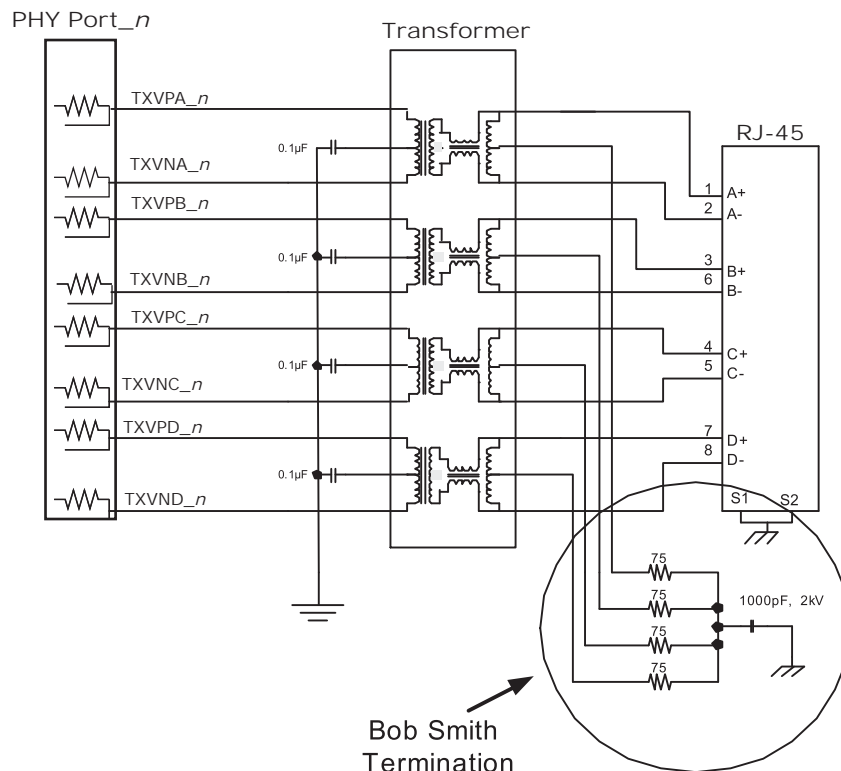 PHY Port_n
Transformer
RJ-45
TXVPA_n
0.1µF
TXVNA_n
TXVPB_n
0.1µF
TXVNB_n
TXVPC_n
0.1µF
TXVNC_n
TXVPD_n
0.1µF
TXVND_n
1 A+
2 A-
3 B+
6 B-
4 C+
5 C-
7 D+
8 D-
S1 S2
75
75
75
75
1000pF, 2kV
Bob Smith
Termination